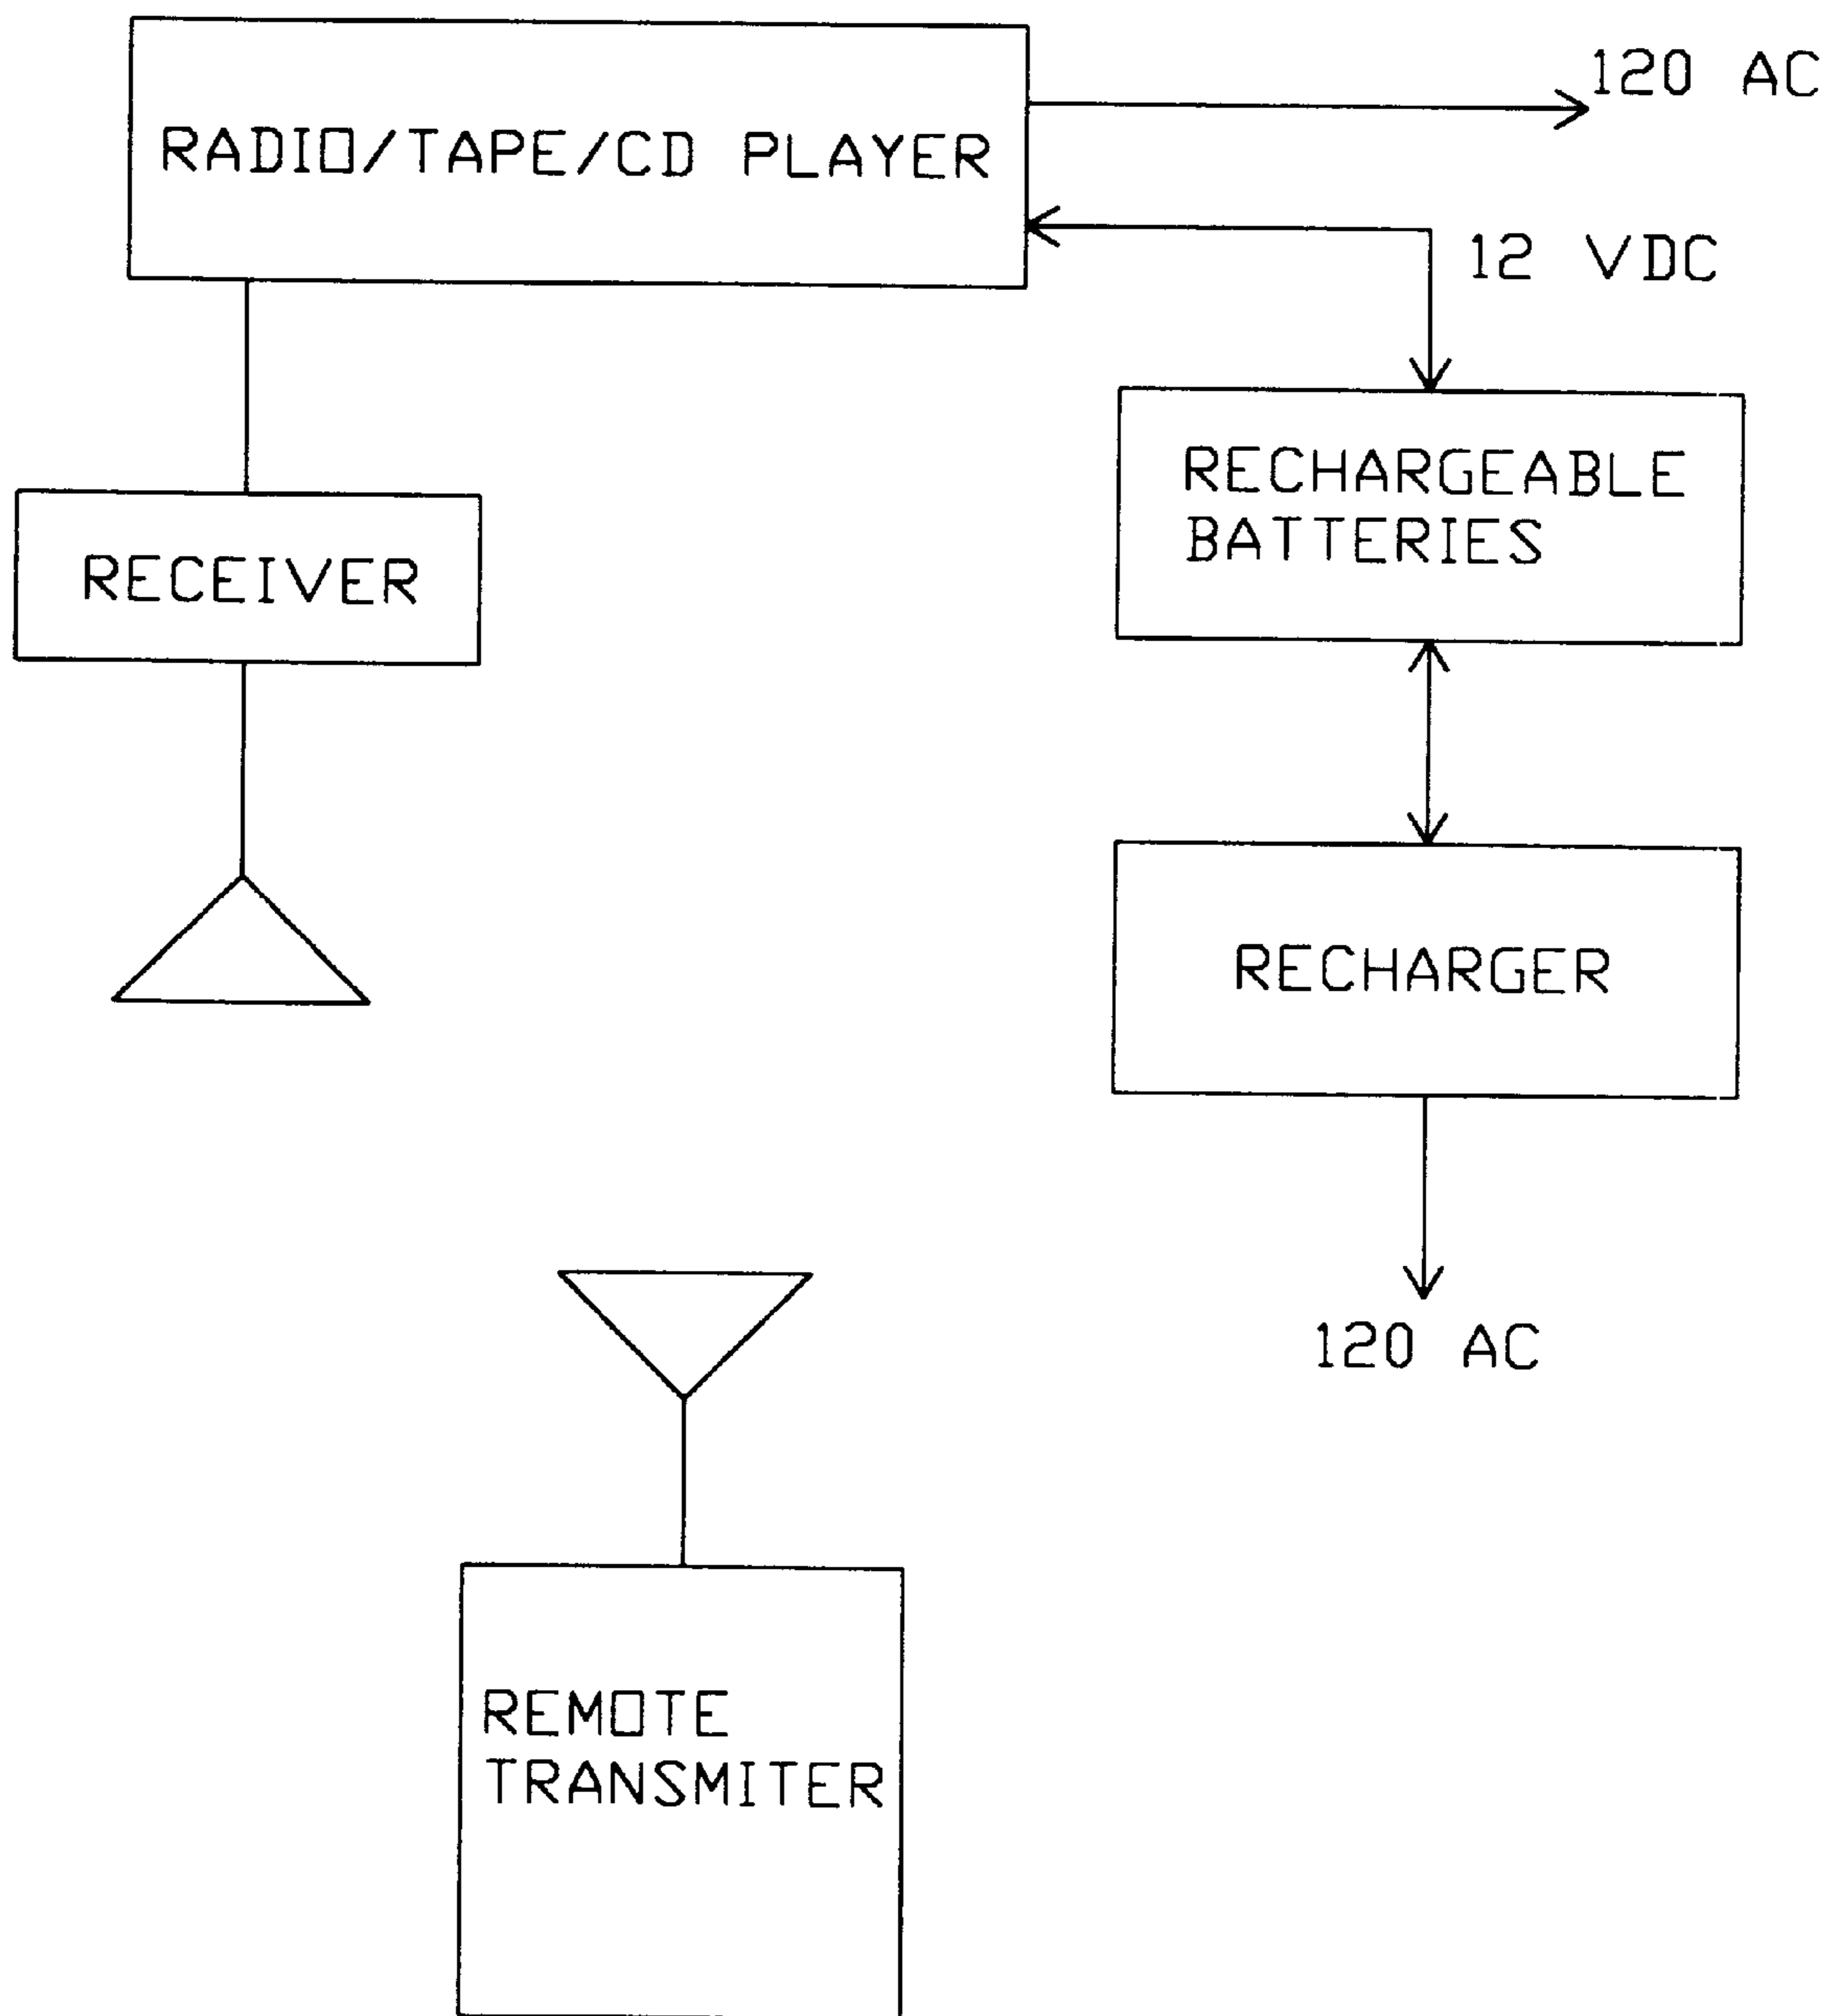 120 AC
RADIO/TAPE/CD PLAYER
12 VDC
RECHARGEABLE
BATTERIES
RECEIVER
RECHARGER
120 AC
REMOTE
TRANSMITER